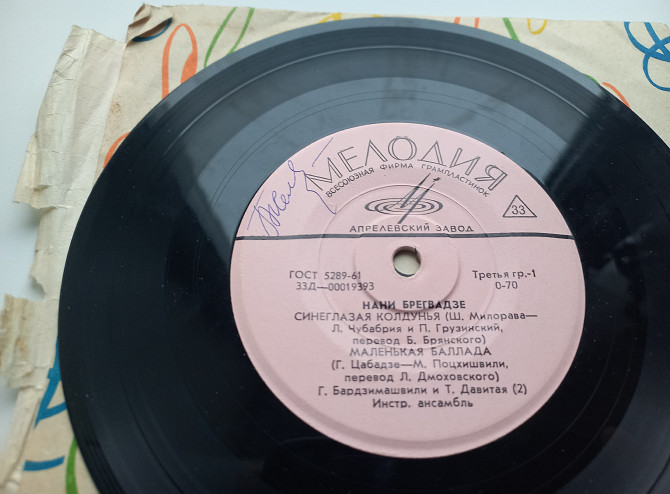 МЕЛОДИЯ
ВСЕСОЮЗНАЯ ФИРМА ГРАМПЛАСТИНОК
33
АПРЕЛЕВСКИЙ ЗАВОД
ГОСТ 5289-61 Третья гр.-1
33Д—00019393 0-70
НАНИ БРЕГВАДЗЕ
СИНЕГЛАЗАЯ КОЛДУНЬЯ (Ш. Милорава—
Л. Чубабрия и П. Грузинский,
перевод Б. Брянского)
МАЛЕНЬКАЯ БАЛЛАДА
(Г. Цабадзе—М. Поцхишвили,
перевод Л. Дмоховского)
Г. Бардзимашвили и Т. Давитая (2)
Инстр. ансамбль